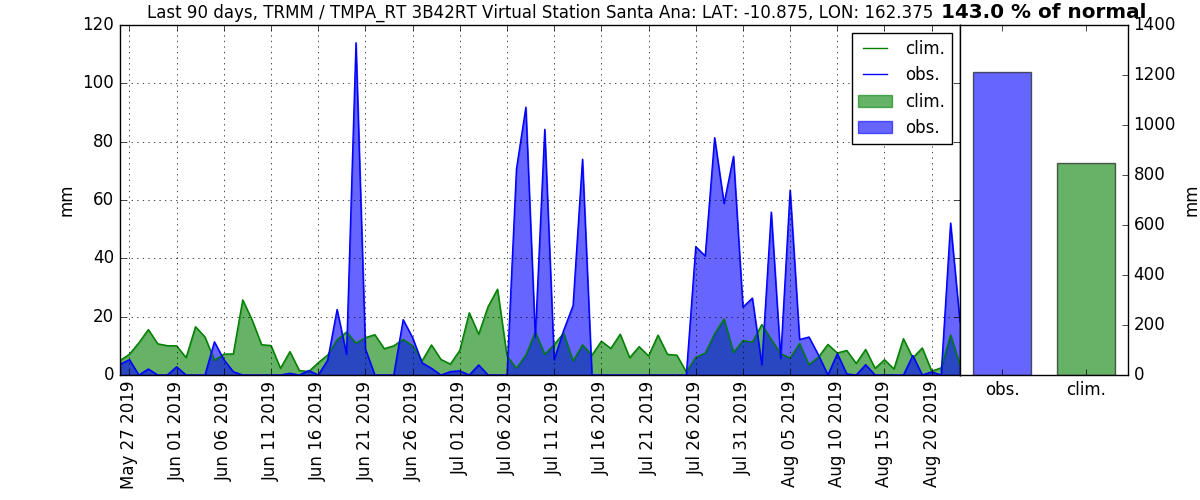 Last 90 days, TRMM / TMPA_RT 3B42RT Virtual Station Santa Ana: LAT: -10.875, LON: 162.375 143.0 % of normal
120
100
80
60
40
20
0
mm
clim.
obs.
clim.
obs.
May 27 2019
Jun 01 2019
Jun 06 2019
Jun 11 2019
Jun 16 2019
Jun 21 2019
Jun 26 2019
Jul 01 2019
Jul 06 2019
Jul 11 2019
Jul 16 2019
Jul 21 2019
Jul 26 2019
Jul 31 2019
Aug 05 2019
Aug 10 2019
Aug 15 2019
Aug 20 2019
1400
1200
1000
800
600
400
200
0
mm
obs. clim.